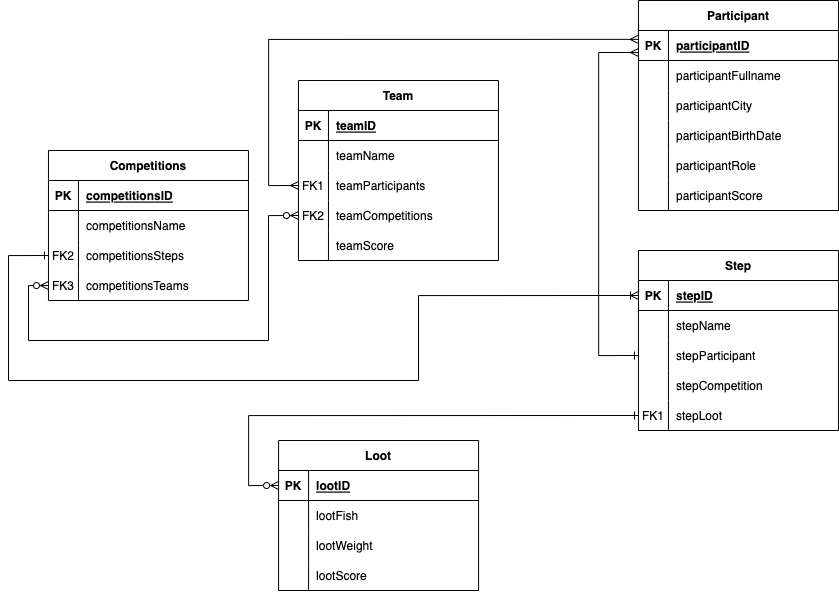 Participant
PK participantID
participantFullname
participantCity
participantBirthDate
participantRole
participantScore
Team
PK teamID
teamName
FK1 teamParticipants
FK2 teamCompetitions
teamScore
Competitions
PK competitionsID
competitionsName
FK2 competitionsSteps
FK3 competitionsTeams
Step
PK stepID
stepName
stepParticipant
stepCompetition
FK1 stepLoot
Loot
PK lootID
lootFish
lootWeight
lootScore